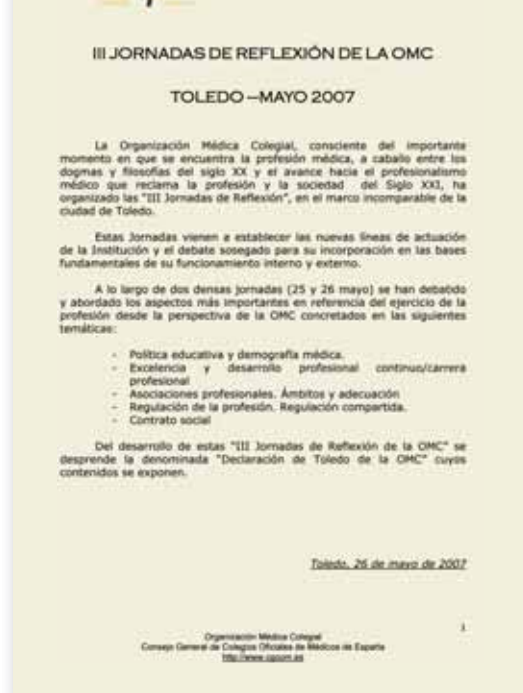 III JORNADAS DE REFLEXIÓN DE LA OMC
TOLEDO –MAYO 2007
La Organización Médica Colegial, consciente del importante
momento en que se encuentra la profesión médica, a caballo entre los
dogmas y filosofías del siglo XX y el avance hacia el profesionalismo
médico que reclama la profesión y la sociedad del Siglo XXI, ha
organizado las "III Jornadas de Reflexión", en el marco incomparable de la
ciudad de Toledo.
Estas Jornadas vienen a establecer las nuevas líneas de actuación
de la Institución y el debate sosegado para su incorporación en las bases
fundamentales de su funcionamiento interno y externo.
A lo largo de dos densas jornadas (25 y 26 mayo) se han debatido
y abordado los aspectos más importantes en referencia del ejercicio de la
profesión desde la perspectiva de la OMC concretados en las siguientes
temáticas:
- Política educativa y demografía médica.
- Excelencia y desarrollo profesional continuo/carrera
profesional
- Asociaciones profesionales. Ámbitos y adecuación
- Regulación de la profesión. Regulación compartida.
- Contrato social
Del desarrollo de estas "III Jornadas de Reflexión de la OMC" se
desprende la denominada "Declaración de Toledo de la OMC" cuyos
contenidos se exponen.
Toledo, 26 de mayo de 2007
1
Organización Médica Colegial
Consejo General de Colegios Oficiales de Médicos de España
http://www.cgcom.es